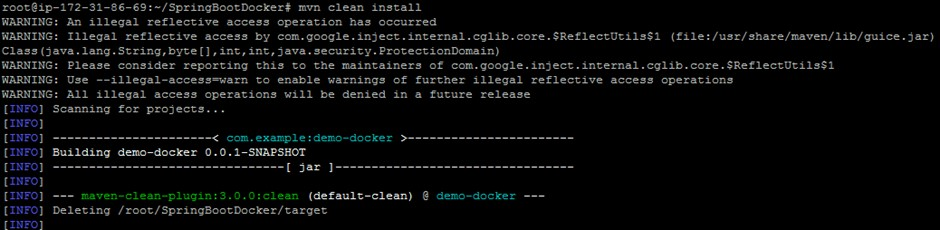 root@ip-172-31-86-69:~/SpringBootDocker# mvn clean install
WARNING: An illegal reflective access operation has occurred
WARNING: Illegal reflective access by com.google.inject.internal.cglib.core.$ReflectUtils$1 (file:/usr/share/maven/lib/guice.jar)
Class(java.lang.String,byte[],int,int,java.security.ProtectionDomain)
WARNING: Please consider reporting this to the maintainers of com.google.inject.internal.cglib.core.$ReflectUtils$1
WARNING: Use --illegal-access=warn to enable warnings of further illegal reflective access operations
WARNING: All illegal access operations will be denied in a future release
[INFO] Scanning for projects...
[INFO]
[INFO] ----------------------< com.example:demo-docker >-----------------------
[INFO] Building demo-docker 0.0.1-SNAPSHOT
[INFO] --------------------------------[ jar ]---------------------------------
[INFO]
[INFO] --- maven-clean-plugin:3.0.0:clean (default-clean) @ demo-docker ---
[INFO] Deleting /root/SpringBootDocker/target
[INFO]